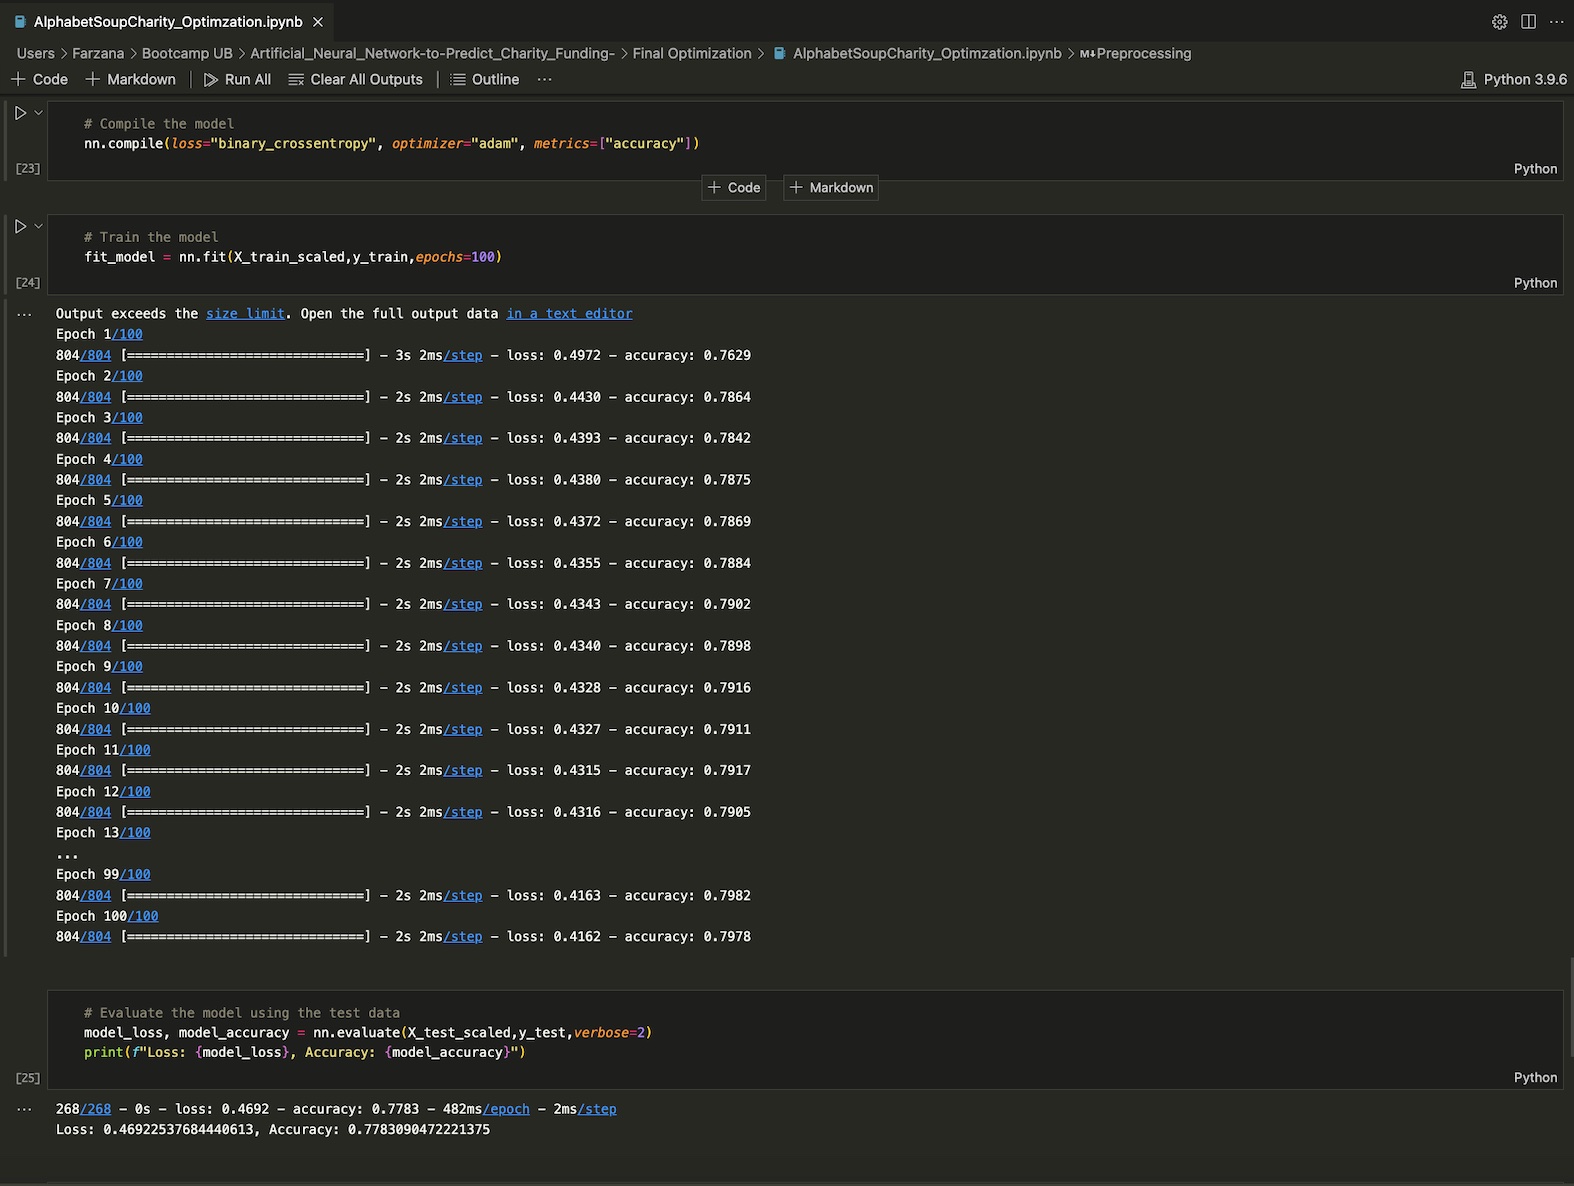 AlphabetSoupCharity_Optimzation.ipynb
Users > Farzana > Bootcamp UB > Artificial_Neural_Network-to-Predict_Charity_Funding- > Final Optimization > AlphabetSoupCharity_Optimzation.ipynb > M↓Preprocessing
+ Code + Markdown | Run All Clear All Outputs | Outline ... Python 3.9.6
# Compile the model
nn.compile(loss="binary_crossentropy", optimizer="adam", metrics=["accuracy"])
[23] Python
+ Code + Markdown
# Train the model
fit_model = nn.fit(X_train_scaled,y_train,epochs=100)
[24] Python
... Output exceeds the size limit. Open the full output data in a text editor
Epoch 1/100
804/804 [==============================] - 3s 2ms/step - loss: 0.4972 - accuracy: 0.7629
Epoch 2/100
804/804 [==============================] - 2s 2ms/step - loss: 0.4430 - accuracy: 0.7864
Epoch 3/100
804/804 [==============================] - 2s 2ms/step - loss: 0.4393 - accuracy: 0.7842
Epoch 4/100
804/804 [==============================] - 2s 2ms/step - loss: 0.4380 - accuracy: 0.7875
Epoch 5/100
804/804 [==============================] - 2s 2ms/step - loss: 0.4372 - accuracy: 0.7869
Epoch 6/100
804/804 [==============================] - 2s 2ms/step - loss: 0.4355 - accuracy: 0.7884
Epoch 7/100
804/804 [==============================] - 2s 2ms/step - loss: 0.4343 - accuracy: 0.7902
Epoch 8/100
804/804 [==============================] - 2s 2ms/step - loss: 0.4340 - accuracy: 0.7898
Epoch 9/100
804/804 [==============================] - 2s 2ms/step - loss: 0.4328 - accuracy: 0.7916
Epoch 10/100
804/804 [==============================] - 2s 2ms/step - loss: 0.4327 - accuracy: 0.7911
Epoch 11/100
804/804 [==============================] - 2s 2ms/step - loss: 0.4315 - accuracy: 0.7917
Epoch 12/100
804/804 [==============================] - 2s 2ms/step - loss: 0.4316 - accuracy: 0.7905
Epoch 13/100
...
Epoch 99/100
804/804 [==============================] - 2s 2ms/step - loss: 0.4163 - accuracy: 0.7982
Epoch 100/100
804/804 [==============================] - 2s 2ms/step - loss: 0.4162 - accuracy: 0.7978
# Evaluate the model using the test data
model_loss, model_accuracy = nn.evaluate(X_test_scaled,y_test,verbose=2)
print(f"Loss: {model_loss}, Accuracy: {model_accuracy}")
[25] Python
... 268/268 - 0s - loss: 0.4692 - accuracy: 0.7783 - 482ms/epoch - 2ms/step
Loss: 0.46922537684440613, Accuracy: 0.7783090472221375